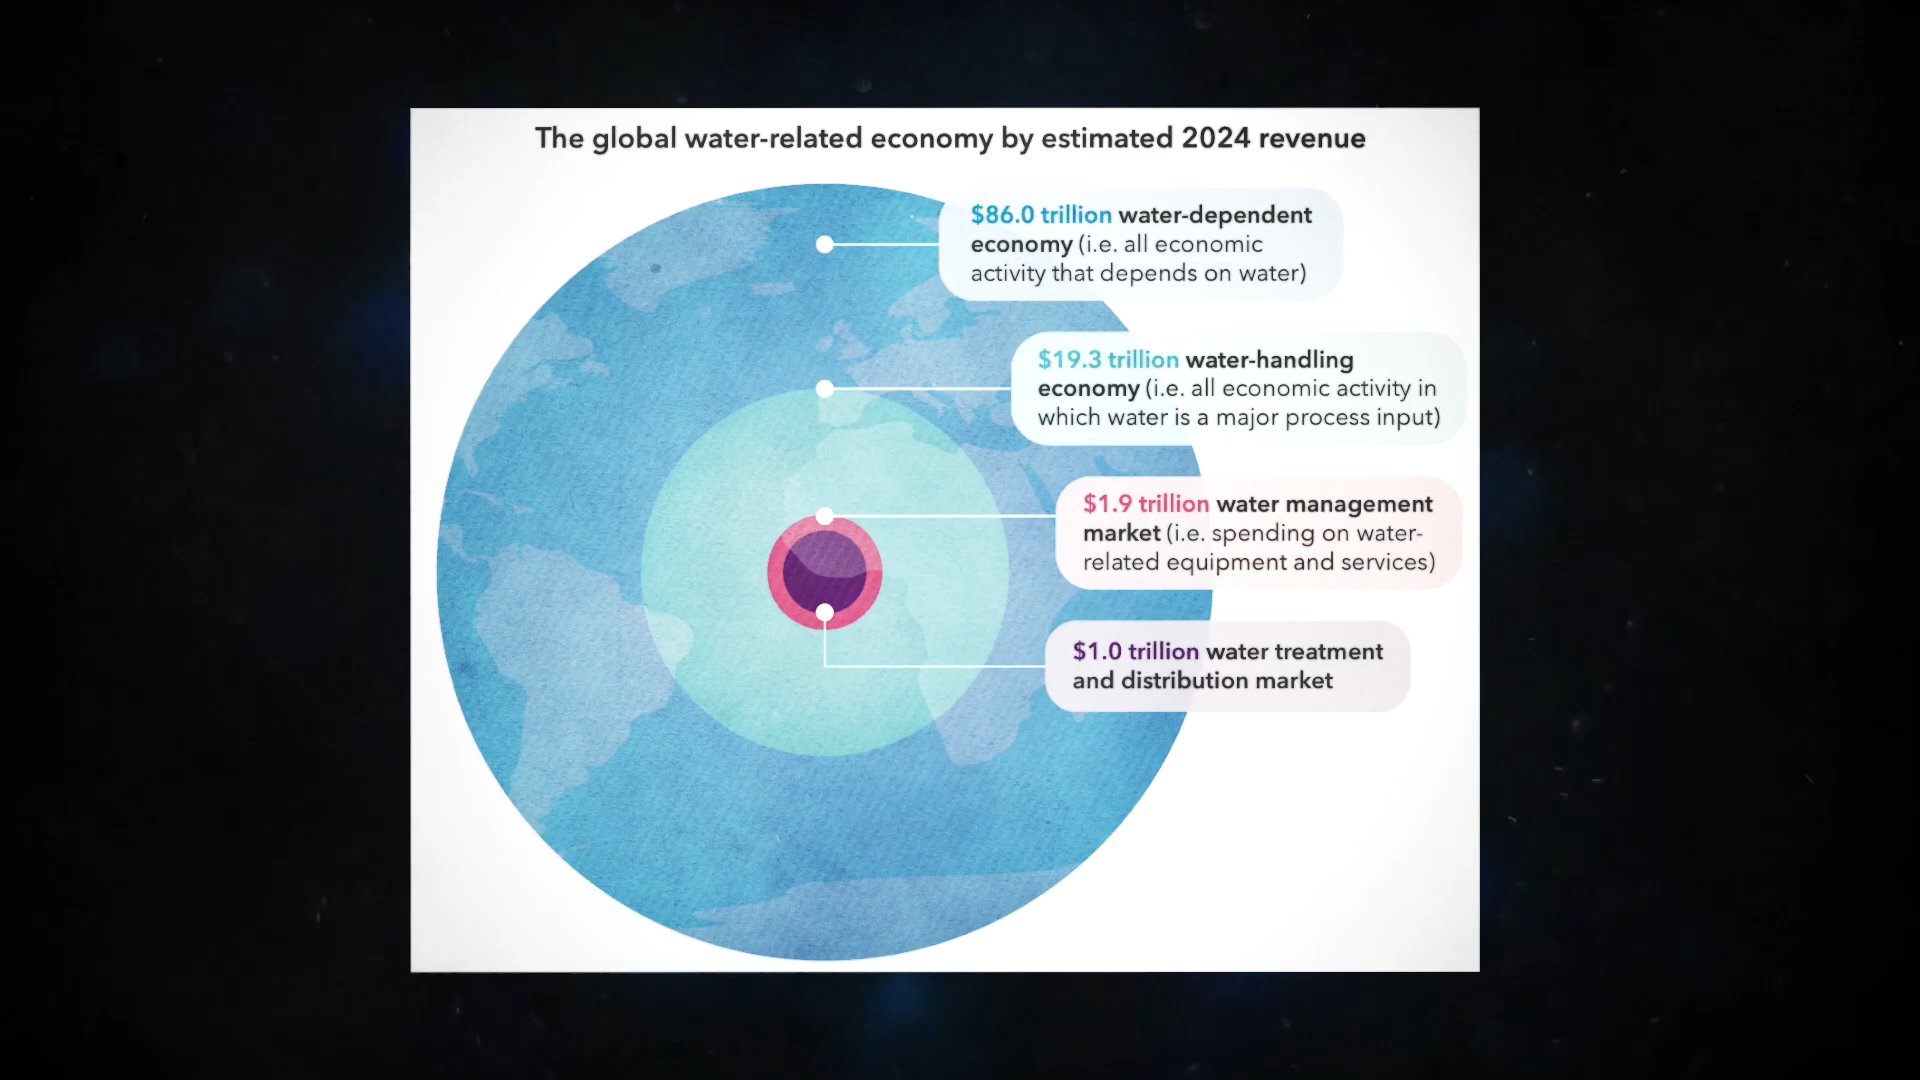 The global water-related economy by estimated 2024 revenue
$86.0 trillion water-dependent
economy (i.e. all economic
activity that depends on water)
$19.3 trillion water-handling
economy (i.e. all economic activity in
which water is a major process input)
$1.9 trillion water management
market (i.e. spending on water-
related equipment and services)
$1.0 trillion water treatment
and distribution market